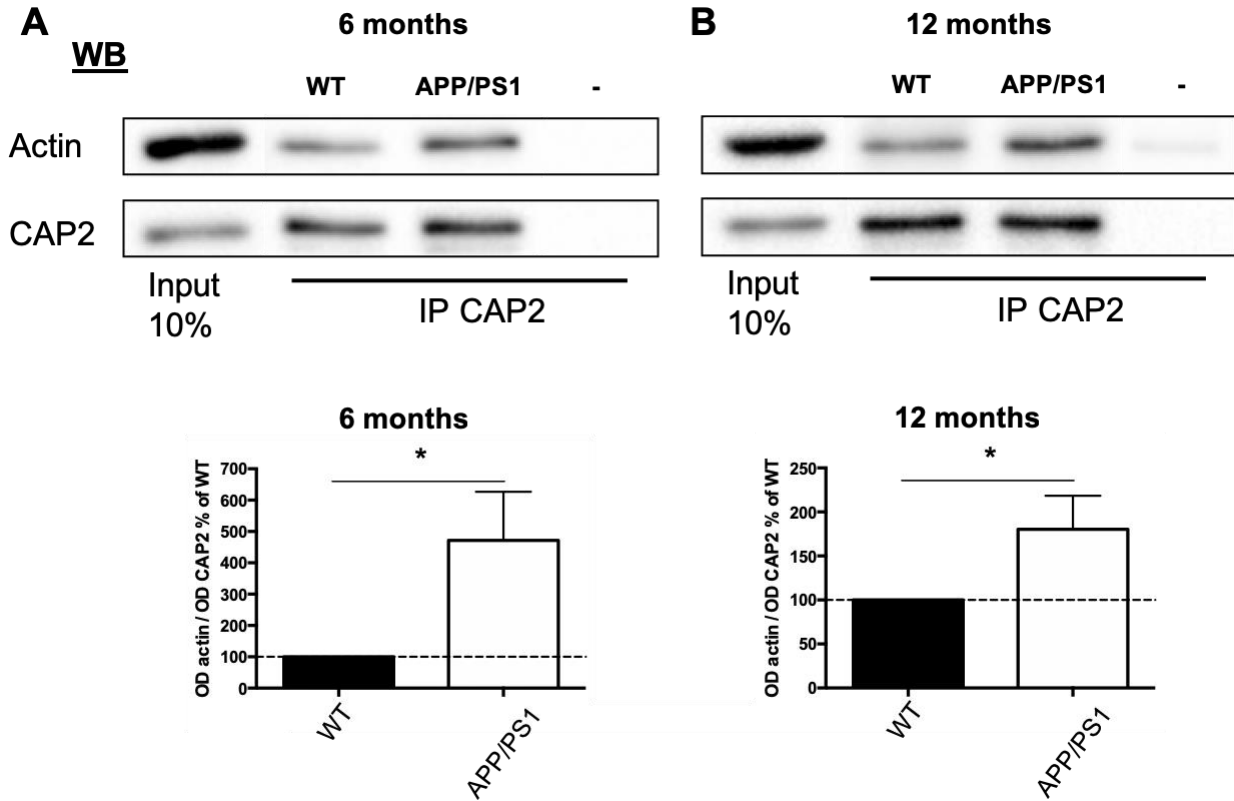 A
6 months
WB
WT APP/PS1 -
Actin
CAP2
Input
10%
IP CAP2
B
12 months
WT APP/PS1 -
Input
10%
IP CAP2
6 months
*
OD actin / OD CAP2 % of WT
700
600
500
400
300
200
100
0
WT
APP/PS1
12 months
*
OD actin / OD CAP2 % of WT
250
200
150
100
50
0
WT
APP/PS1